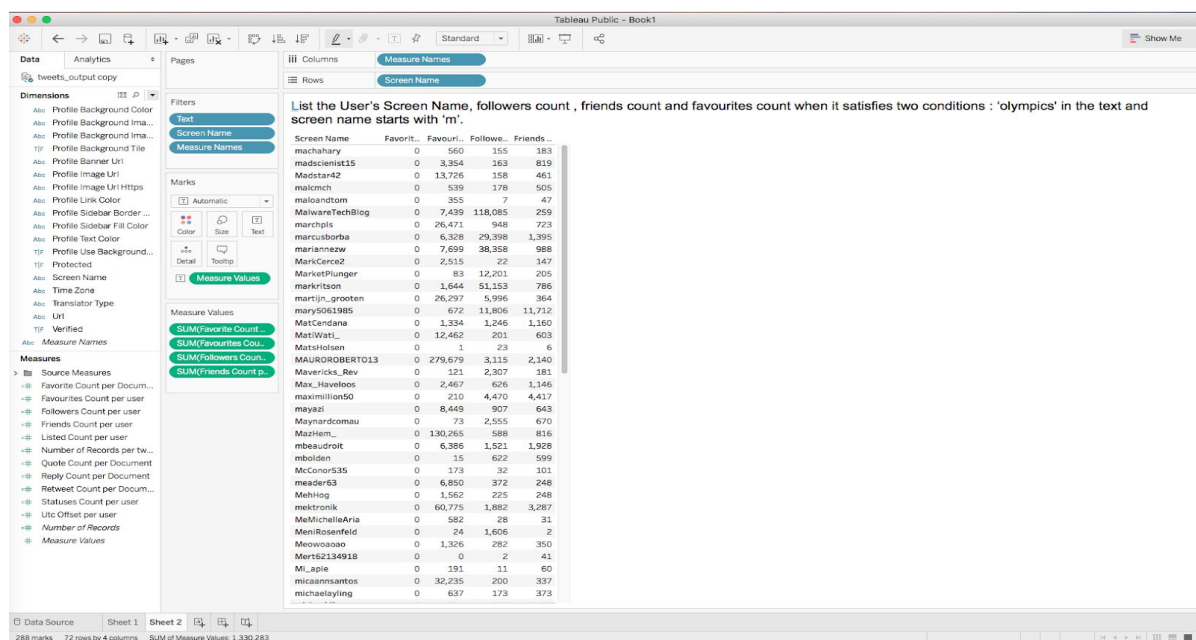 Tableau Public - Book1
Standard
Show Me
Data Analytics
tweets_output copy
Dimensions
Abc Profile Background Color
Abc Profile Background Ima...
Abc Profile Background Ima...
T|F Profile Background Tile
Abc Profile Banner Url
Abc Profile Image Url
Abc Profile Image Url Https
Abc Profile Link Color
Abc Profile Sidebar Border ...
Abc Profile Sidebar Fill Color
Abc Profile Text Color
T|F Profile Use Background...
T|F Protected
Abc Screen Name
Abc Time Zone
Abc Translator Type
Abc Url
T|F Verified
Abc Measure Names
Measures
Source Measures
Favorite Count per Docum...
Favourites Count per user
Followers Count per user
Friends Count per user
Listed Count per user
Number of Records per tw...
Quote Count per Document
Reply Count per Document
Retweet Count per Docum...
Statuses Count per user
Utc Offset per user
Number of Records
Measure Values
Pages
Filters
Text
Screen Name
Measure Names
Marks
Automatic
Color Size Text
Detail Tooltip
Measure Values
Measure Values
SUM(Favorite Count ..
SUM(Favourites Cou..
SUM(Followers Coun..
SUM(Friends Count p..
Columns Measure Names
Rows Screen Name
List the User's Screen Name, followers count , friends count and favourites count when it satisfies two conditions : 'olympics' in the text and
screen name starts with 'm'.
Screen Name Favorit.. Favouri.. Followe.. Friends ..
machahary 0 560 155 183
madscienist15 0 3,354 163 819
Madstar42 0 13,726 158 461
malcmch 0 539 178 505
maloandtom 0 355 7 47
MalwareTechBlog 0 7,439 118,085 259
marchpls 0 26,471 948 723
marcusborba 0 6,328 29,398 1,395
mariannezw 0 7,699 38,358 988
MarkCerce2 0 2,515 22 147
MarketPlunger 0 83 12,201 205
markritson 0 1,644 51,153 786
martijn_grooten 0 26,297 5,996 364
mary5061985 0 672 11,806 11,712
MatCendana 0 1,334 1,246 1,160
MatiWati_ 0 12,462 201 603
MatsHolsen 0 1 23 6
MAUROROBERTO13 0 279,679 3,115 2,140
Mavericks_Rev 0 121 2,307 181
Max_Haveloos 0 2,467 626 1,146
maximillion50 0 210 4,470 4,417
mayazi 0 8,449 907 643
Maynardcomau 0 73 2,555 670
MazHem_ 0 130,265 588 816
mbeaudroit 0 6,386 1,521 1,928
mbolden 0 15 622 599
McConor535 0 173 32 101
meader63 0 6,850 372 248
MehHog 0 1,562 225 248
mektronik 0 60,775 1,882 3,287
MeMichelleAria 0 582 28 31
MeniRosenfeld 0 24 1,606 2
Meowoaoao 0 1,326 282 350
Mert62134918 0 0 2 41
Mi_apie 0 191 11 60
micaannsantos 0 32,235 200 337
michaelayling 0 637 173 373
Data Source Sheet 1 Sheet 2
288 marks 72 rows by 4 columns SUM of Measure Values: 1,330,283